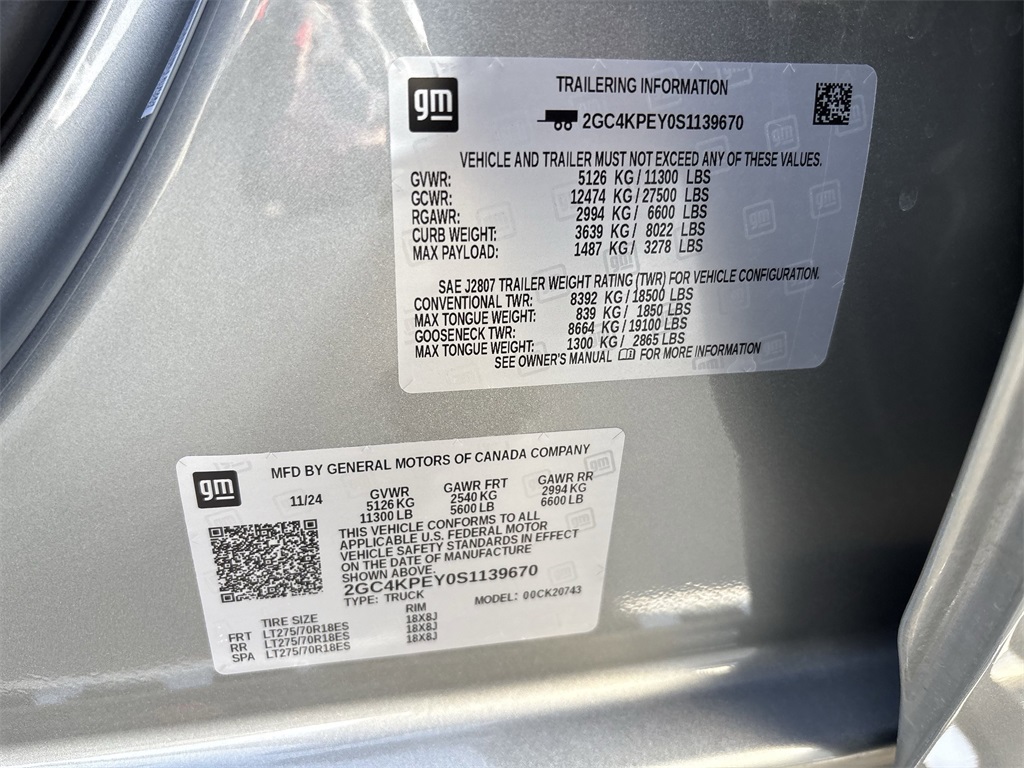 gm
TRAILERING INFORMATION
2GC4KPEY0S1139670
VEHICLE AND TRAILER MUST NOT EXCEED ANY OF THESE VALUES.
GVWR: 5126 KG / 11300 LBS
GCWR: 12474 KG / 27500 LBS
RGAWR: 2994 KG / 6600 LBS
CURB WEIGHT: 3639 KG / 8022 LBS
MAX PAYLOAD: 1487 KG / 3278 LBS
SAE J2807 TRAILER WEIGHT RATING (TWR) FOR VEHICLE CONFIGURATION.
CONVENTIONAL TWR: 8392 KG / 18500 LBS
MAX TONGUE WEIGHT: 839 KG / 1850 LBS
GOOSENECK TWR: 8664 KG / 19100 LBS
MAX TONGUE WEIGHT: 1300 KG / 2865 LBS
SEE OWNER'S MANUAL FOR MORE INFORMATION
gm
MFD BY GENERAL MOTORS OF CANADA COMPANY
11/24 GVWR GAWR FRT GAWR RR
5126 KG 2540 KG 2994 KG
11300 LB 5600 LB 6600 LB
THIS VEHICLE CONFORMS TO ALL
APPLICABLE U.S. FEDERAL MOTOR
VEHICLE SAFETY STANDARDS IN EFFECT
ON THE DATE OF MANUFACTURE
SHOWN ABOVE.
2GC4KPEY0S1139670
TYPE: TRUCK MODEL: 00CK20743
TIRE SIZE RIM
FRT LT275/70R18ES 18X8J
RR LT275/70R18ES 18X8J
SPA LT275/70R18ES 18X8J